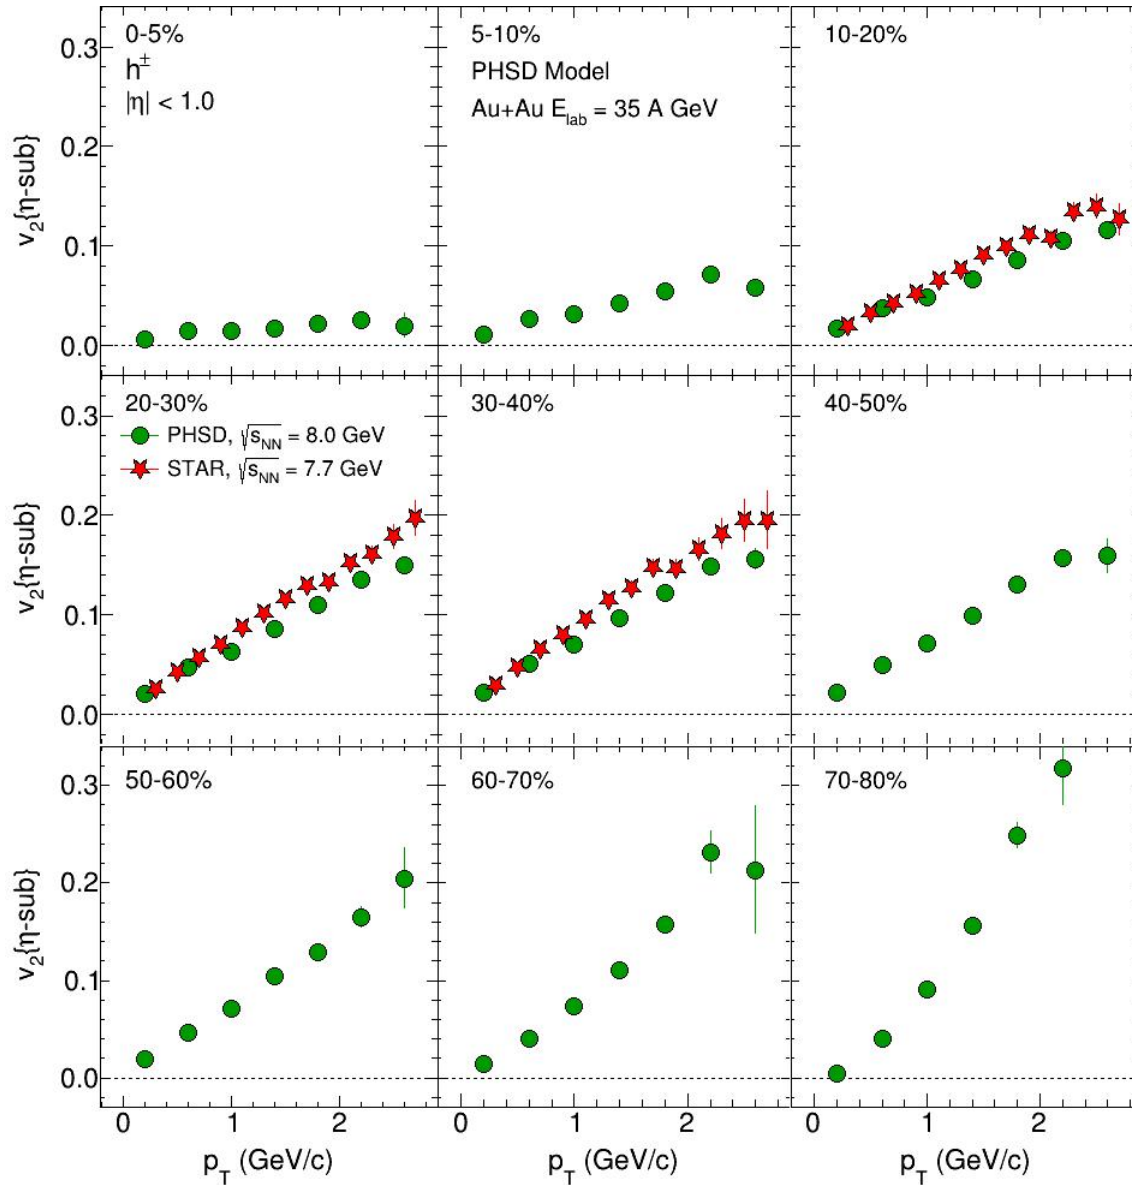 0-5%
h±
|η| < 1.0
5-10%
PHSD Model
Au+Au E_lab = 35 A GeV
10-20%
0.3
0.2
0.1
0.0
v₂{η-sub}
20-30%
PHSD, √s_NN = 8.0 GeV
STAR, √s_NN = 7.7 GeV
30-40%
40-50%
0.3
0.2
0.1
0.0
v₂{η-sub}
50-60%
60-70%
70-80%
0.3
0.2
0.1
0.0
v₂{η-sub}
0 1 2
0 1 2
0 1 2
p_T (GeV/c)
p_T (GeV/c)
p_T (GeV/c)